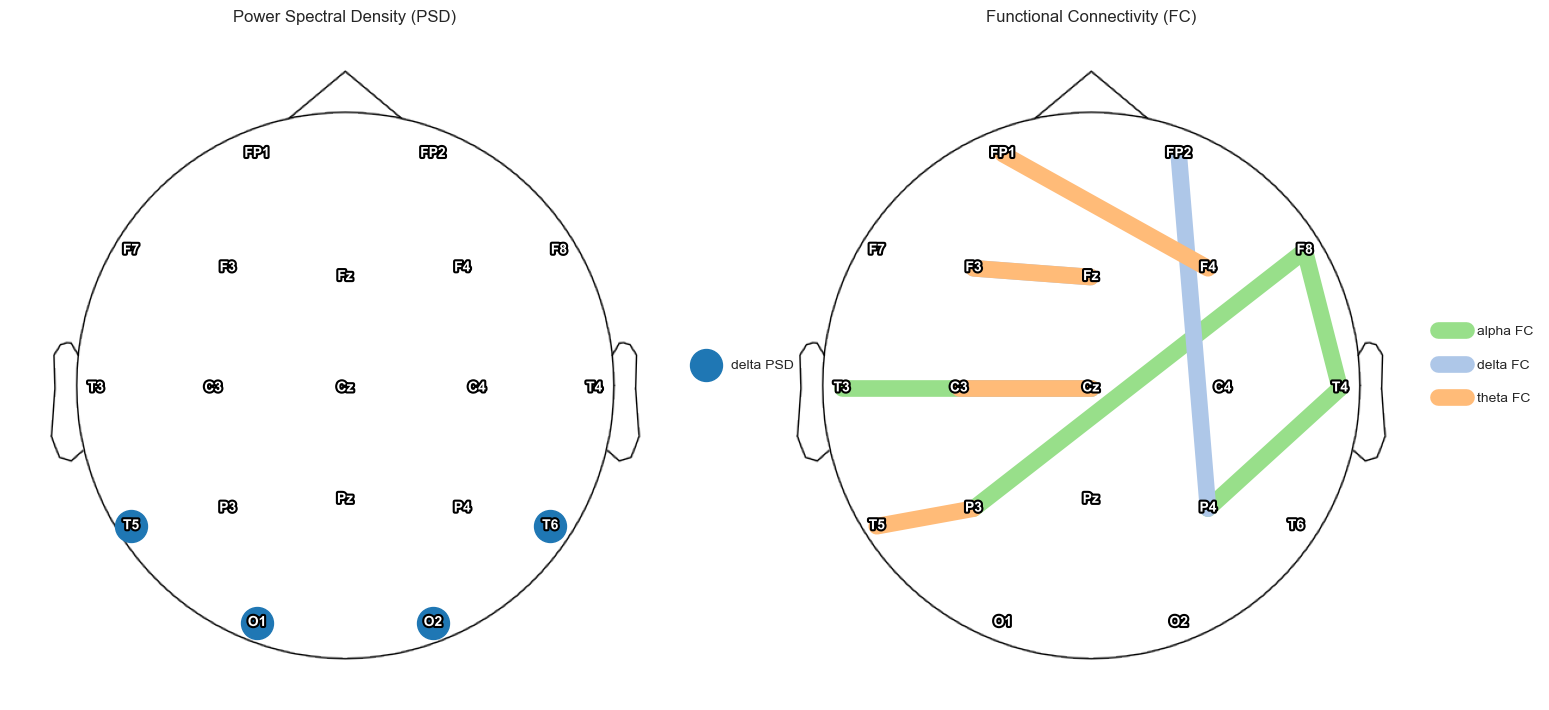 Power Spectral Density (PSD)
FP1 FP2
F7 F8
F3 F4
Fz
T3 C3 Cz C4 T4
Pz
P3 P4
T5 T6
O1 O2
delta PSD
Functional Connectivity (FC)
FP1 FP2
F7 F8
F3 F4
Fz
T3 C3 Cz C4 T4
Pz
P3 P4
T5 T6
O1 O2
alpha FC
delta FC
theta FC